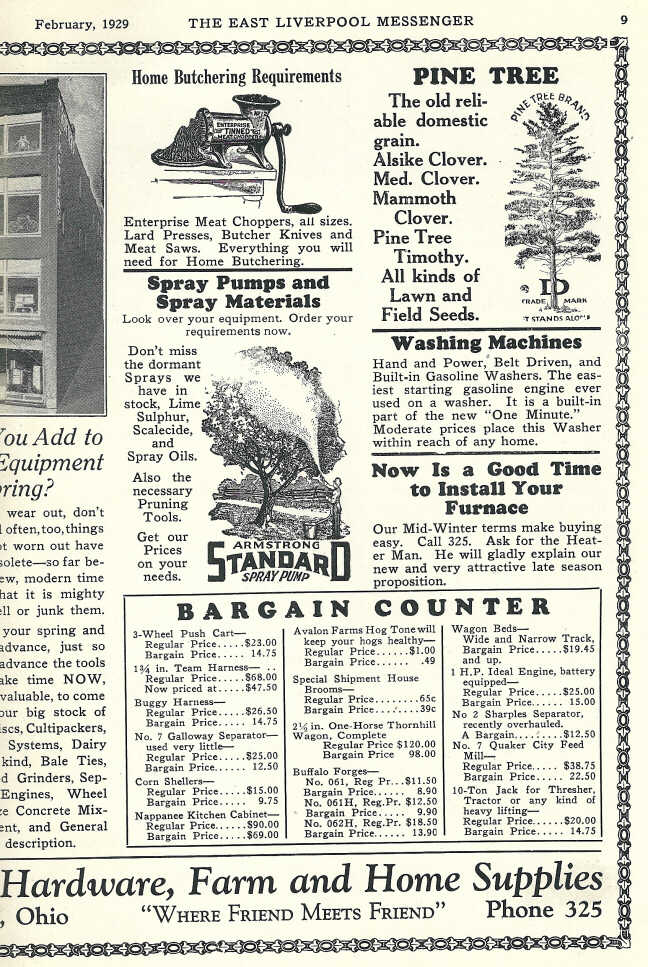 February, 1929
THE EAST LIVERPOOL MESSENGER
9
You Add to
Equipment
ring?
wear out, don't
often, too, things
ot worn out have
solete—so far be-
ew, modern time
hat it is mighty
ell or junk them.
your spring and
advance, just so
advance the tools
ake time NOW,
valuable, to come
our big stock of
iscs, Cultipackers,
Systems, Dairy
kind, Bale Ties,
d Grinders, Sep-
Engines, Wheel
ze Concrete Mix-
ent, and General
description.
Home Butchering Requirements
ENTERPRISE
TINNED
MEAT CHOPPER
Enterprise Meat Choppers, all sizes.
Lard Presses, Butcher Knives and
Meat Saws. Everything you will
need for Home Butchering.
Spray Pumps and
Spray Materials
Look over your equipment. Order your
requirements now.
Don't miss
the dormant
Sprays we
have in
stock, Lime
Sulphur,
Scalecide,
and
Spray Oils.
Also the
necessary
Pruning
Tools.
Get our
Prices
on your
needs.
ARMSTRONG
STANDARD
SPRAY PUMP
PINE TREE
The old reli-
able domestic
grain.
Alsike Clover.
Med. Clover.
Mammoth
Clover.
Pine Tree
Timothy.
All kinds of
Lawn and
Field Seeds.
PINE TREE BRAND
D
TRADE MARK
IT STANDS ALONE
Washing Machines
Hand and Power, Belt Driven, and
Built-in Gasoline Washers. The eas-
iest starting gasoline engine ever
used on a washer. It is a built-in
part of the new "One Minute."
Moderate prices place this Washer
within reach of any home.
Now Is a Good Time
to Install Your
Furnace
Our Mid-Winter terms make buying
easy. Call 325. Ask for the Heat-
er Man. He will gladly explain our
new and very attractive late season
proposition.
BARGAIN COUNTER
3-Wheel Push Cart—
Regular Price.....$23.00
Bargain Price..... 14.75
1¾ in. Team Harness—
Regular Price.....$68.00
Now priced at.....$47.50
Buggy Harness—
Regular Price.....$26.50
Bargain Price..... 14.75
No. 7 Galloway Separator—
used very little—
Regular Price.....$25.00
Bargain Price..... 12.50
Corn Shellers—
Regular Price.....$15.00
Bargain Price..... 9.75
Nappanee Kitchen Cabinet—
Regular Price.....$90.00
Bargain Price.....$69.00
Avalon Farms Hog Tone will
keep your hogs healthy—
Regular Price......$1.00
Bargain Price...... .49
Special Shipment House
Brooms—
Regular Price........65c
Bargain Price........39c
2½ in. One-Horse Thornhill
Wagon, Complete
Regular Price $120.00
Bargain Price 98.00
Buffalo Forges—
No. 061, Reg Pr...$11.50
Bargain Price...... 8.90
No. 061H, Reg.Pr. $12.50
Bargain Price..... 9.90
No. 062H, Reg.Pr. $18.50
Bargain Price..... 13.90
Wagon Beds—
Wide and Narrow Track,
Bargain Price.....$19.45
and up.
1 H.P. Ideal Engine, battery
equipped—
Regular Price.....$25.00
Bargain Price..... 15.00
No 2 Sharples Separator,
recently overhauled.
A Bargain.........$12.50
No. 7 Quaker City Feed
Mill—
Regular Price..... $38.75
Bargain Price..... 22.50
10-Ton Jack for Thresher,
Tractor or any kind of
heavy lifting—
Regular Price.....$20.00
Bargain Price..... 14.75
Hardware, Farm and Home Supplies
, Ohio
"WHERE FRIEND MEETS FRIEND"
Phone 325